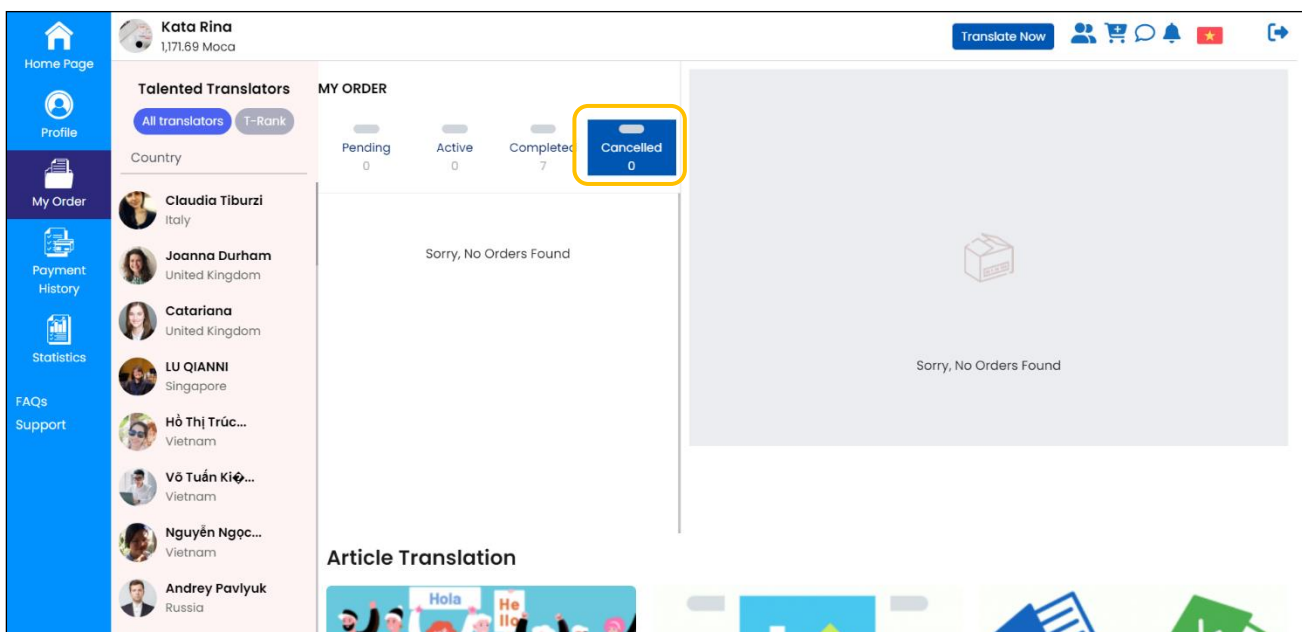 Home Page
Profile
My Order
Payment
History
Statistics
FAQs
Support
Kata Rina
1,171.69 Moca
Translate Now
Talented Translators
All translators
T-Rank
Country
Claudia Tiburzi
Italy
Joanna Durham
United Kingdom
Catariana
United Kingdom
LU QIANNI
Singapore
Hồ Thị Trúc...
Vietnam
Võ Tuấn Ki�...
Vietnam
Nguyễn Ngọc...
Vietnam
Andrey Pavlyuk
Russia
MY ORDER
Pending
0
Active
0
Completed
7
Cancelled
0
Sorry, No Orders Found
Sorry, No Orders Found
Article Translation
Hola
He
llo